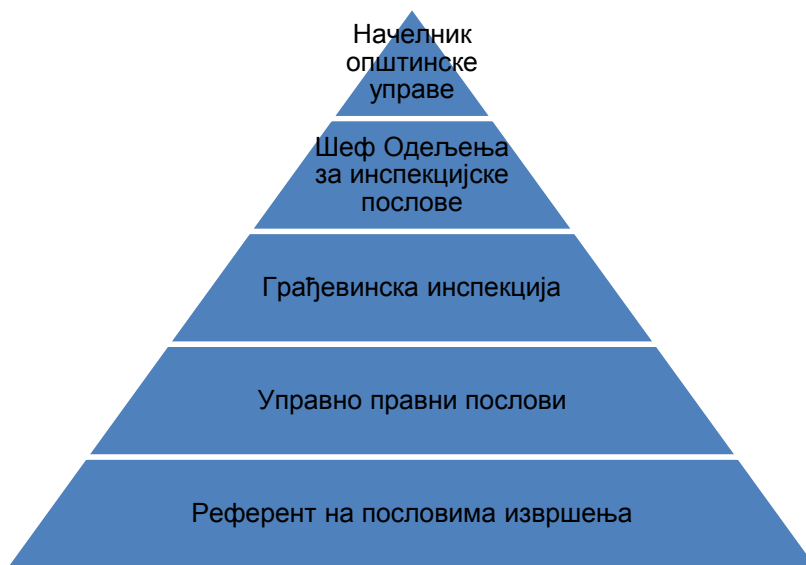 Начелник
општинске
управе
Шеф Одељења
за инспекцијске
послове
Грађевинска инспекција
Управно правни послови
Референт на пословима извршења